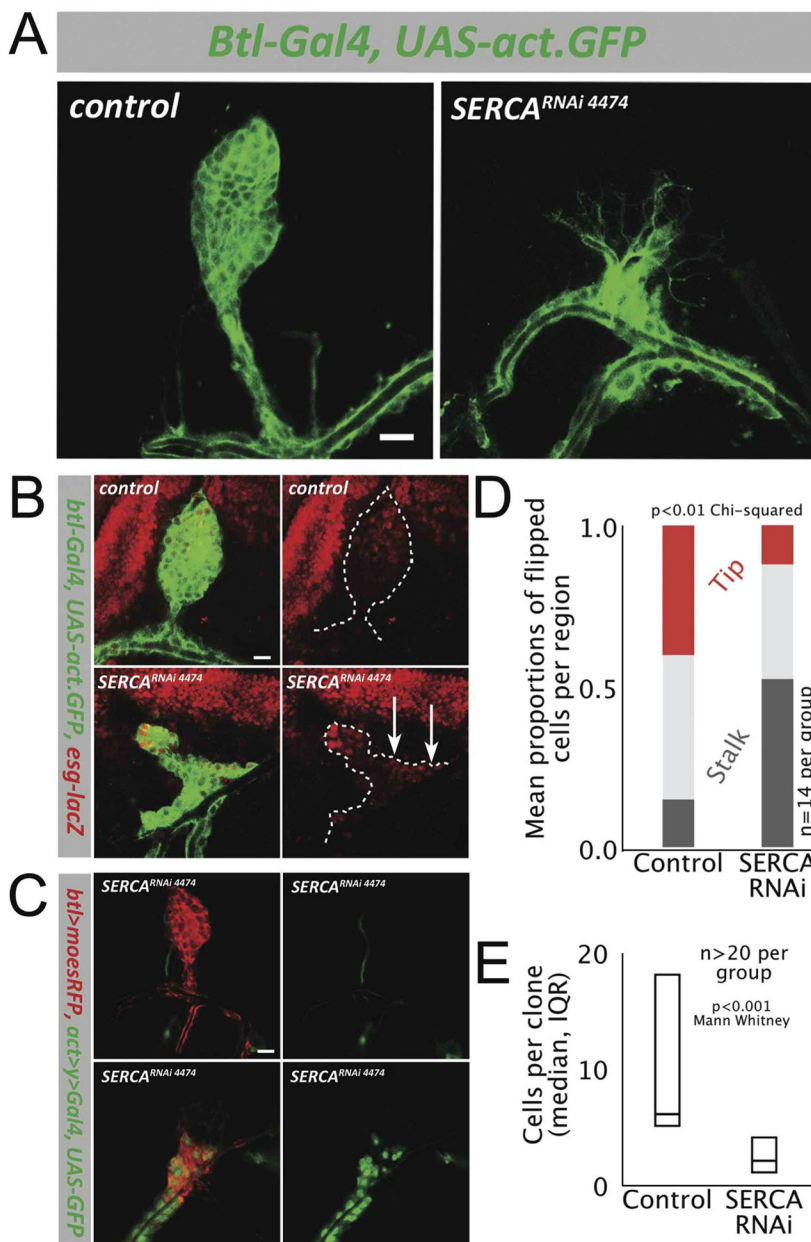 A
Btl-Gal4, UAS-act.GFP
control
SERCA^RNAi 4474
B
btl-Gal4, UAS-act.GFP, esg-lacZ
control
control
SERCA^RNAi 4474
SERCA^RNAi 4474
C
btl>moesRFP, act>y>Gal4, UAS-GFP
SERCA^RNAi 4474
SERCA^RNAi 4474
SERCA^RNAi 4474
SERCA^RNAi 4474
D
Mean proportions of flipped
cells per region
1.0
0.5
0.0
p<0.01 Chi-squared
Tip
Stalk
n=14 per group
Control
SERCA
RNAi
E
Cells per clone
(median, IQR)
20
10
0
n>20 per
group
p<0.001
Mann Whitney
Control
SERCA
RNAi